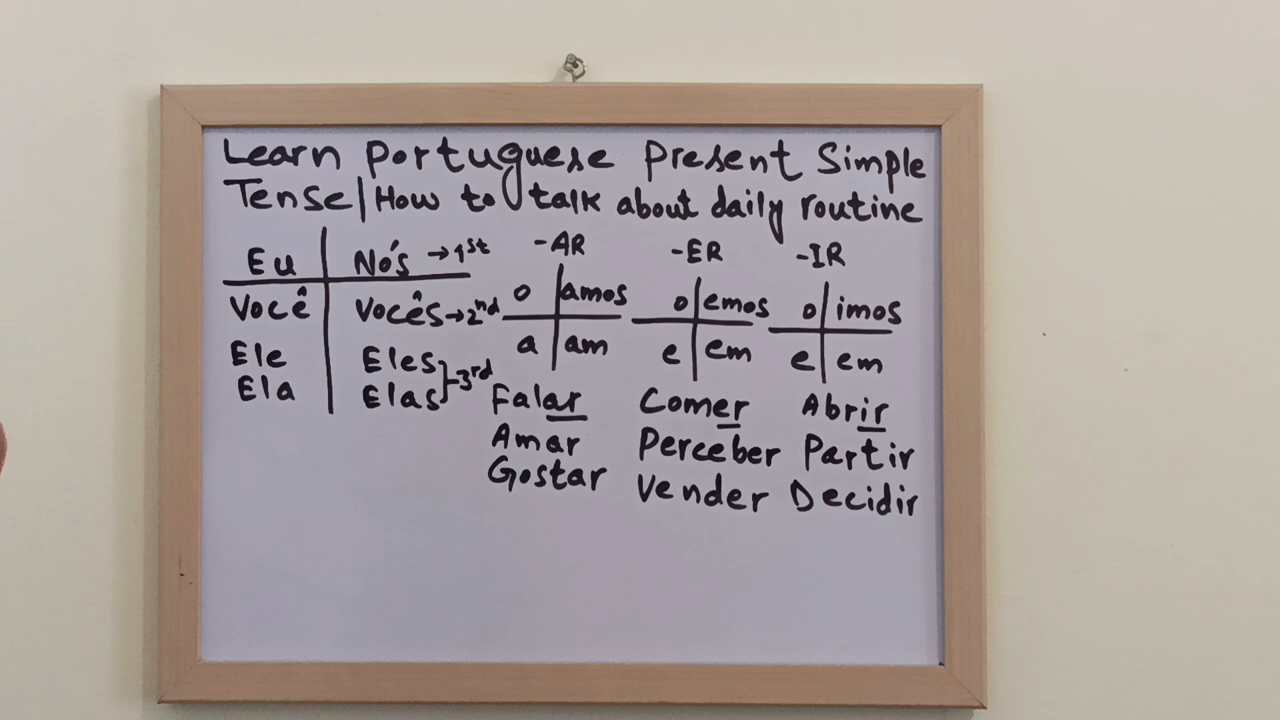 Learn Portuguese Present Simple
Tense | How to talk about daily routine
Eu Nós → 1st
Você Vocês → 2nd
Ele Eles
Ela Elas } 3rd
-AR
o amos
a am
Falar
Amar
Gostar
-ER
o emos
e em
Comer
Perceber
Vender
-IR
o imos
e em
Abrir
Partir
Decidir